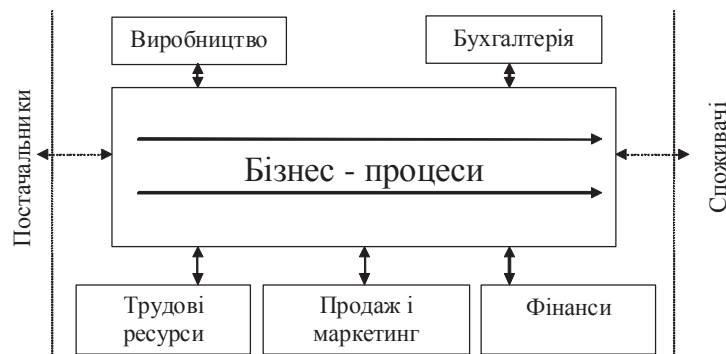 Виробництво
Бухгалтерія
Постачальники
Бізнес - процеси
Споживачі
Трудові
ресурси
Продаж і
маркетинг
Фінанси